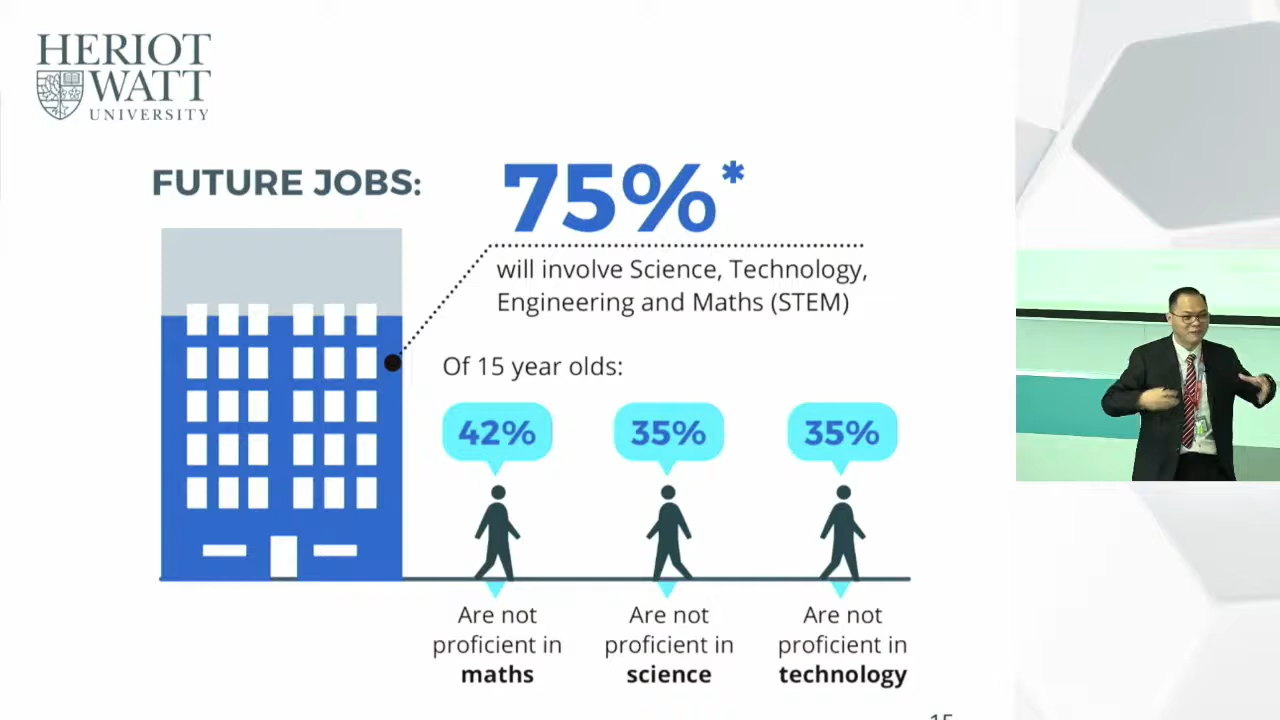 HERIOT
WATT
UNIVERSITY
FUTURE JOBS:
75%*
will involve Science, Technology,
Engineering and Maths (STEM)
Of 15 year olds:
42%
35%
35%
Are not
proficient in
maths
Are not
proficient in
science
Are not
proficient in
technology
15